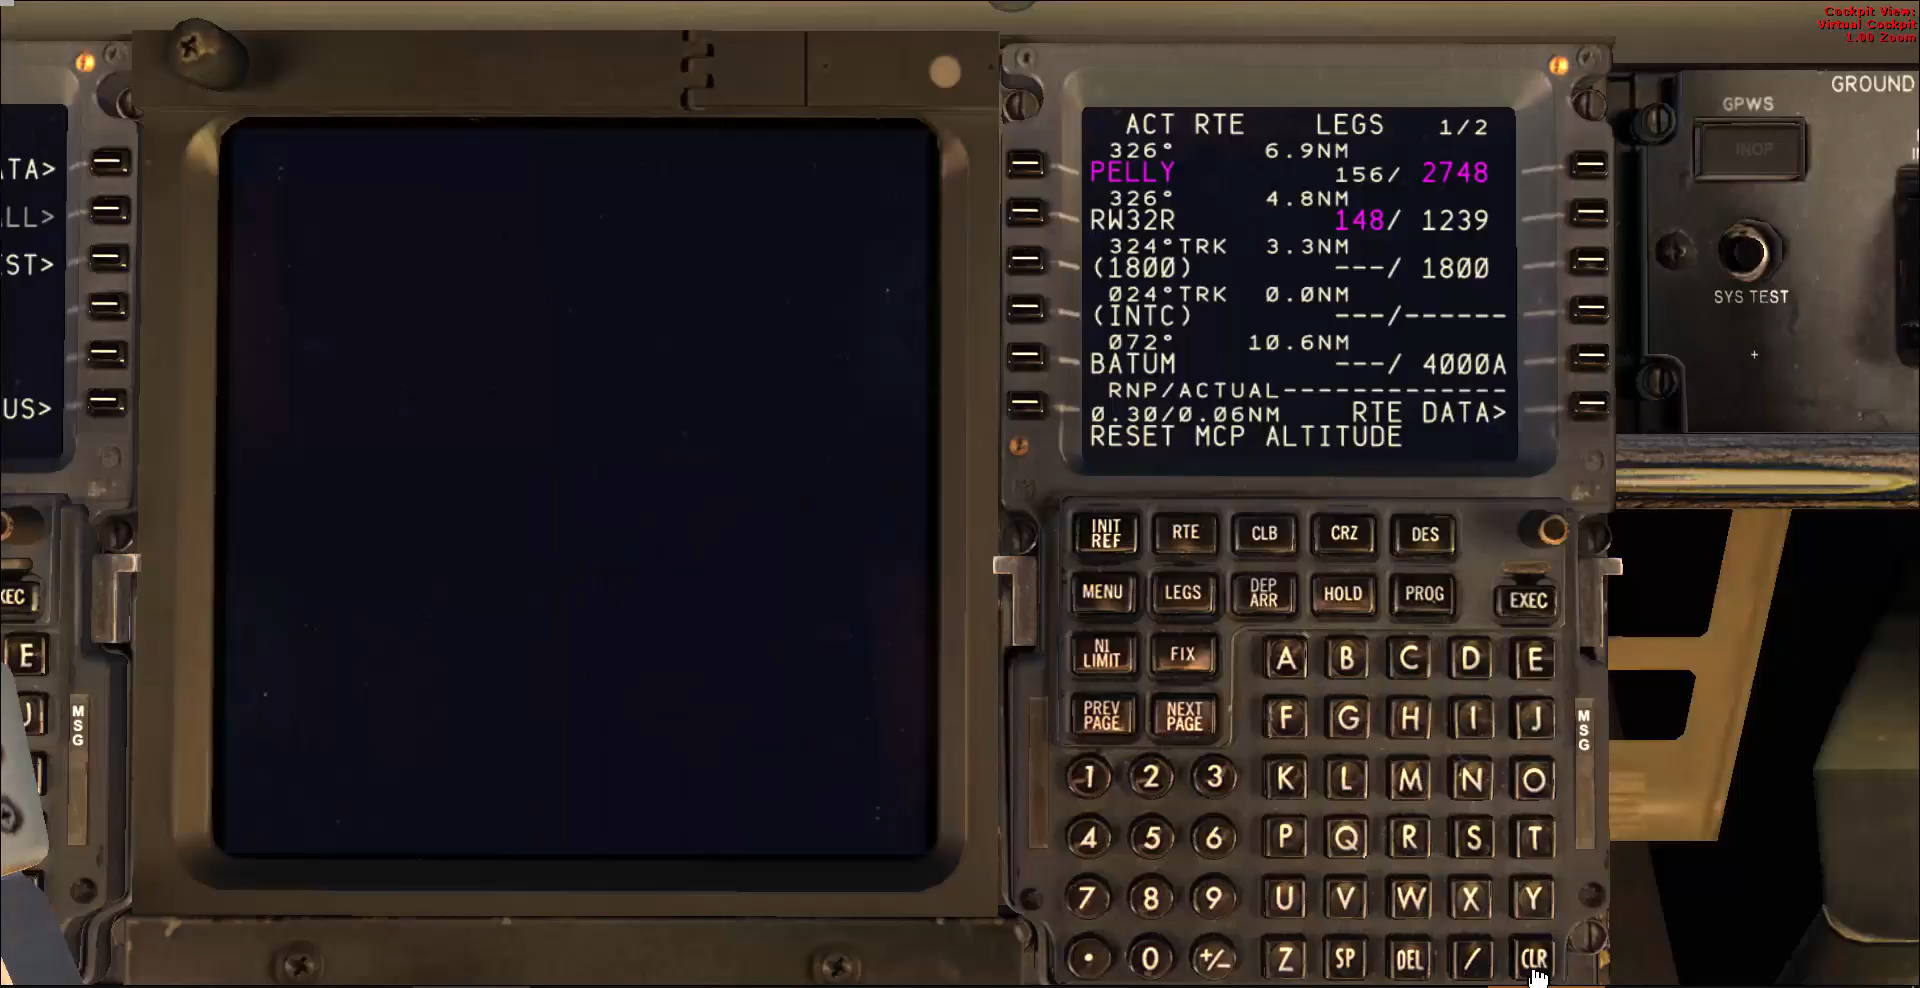 Cockpit View:
Virtual Cockpit
1.00 Zoom
GROUND
GPWS
INOP
SYS TEST
ATA>
ALL>
EST>
US>
ACT RTE LEGS 1/2
326° 6.9NM
PELLY 156/ 2748
326° 4.8NM
RW32R 148/ 1239
324°TRK 3.3NM
(1800) ---/ 1800
024°TRK 0.0NM
(INTC) ---/------
072° 10.6NM
BATUM ---/ 4000A
RNP/ACTUAL-------------
0.30/0.06NM RTE DATA>
RESET MCP ALTITUDE
INIT REF RTE CLB CRZ DES
MENU LEGS DEP ARR HOLD PROG EXEC
N1 LIMIT FIX A B C D E
PREV PAGE NEXT PAGE F G H I J
1 2 3 K L M N O
4 5 6 P Q R S T
7 8 9 U V W X Y
. 0 +/- Z SP DEL / CLR
MSG
MSG
E